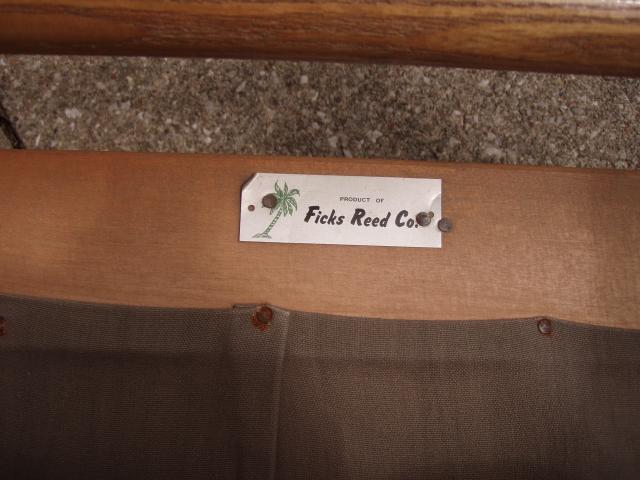 PRODUCT OF
Ficks Reed Co.